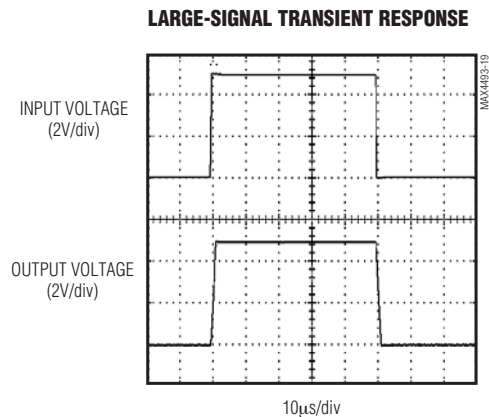 LARGE-SIGNAL TRANSIENT RESPONSE
MAX4493-19
INPUT VOLTAGE
(2V/div)
OUTPUT VOLTAGE
(2V/div)
10µs/div